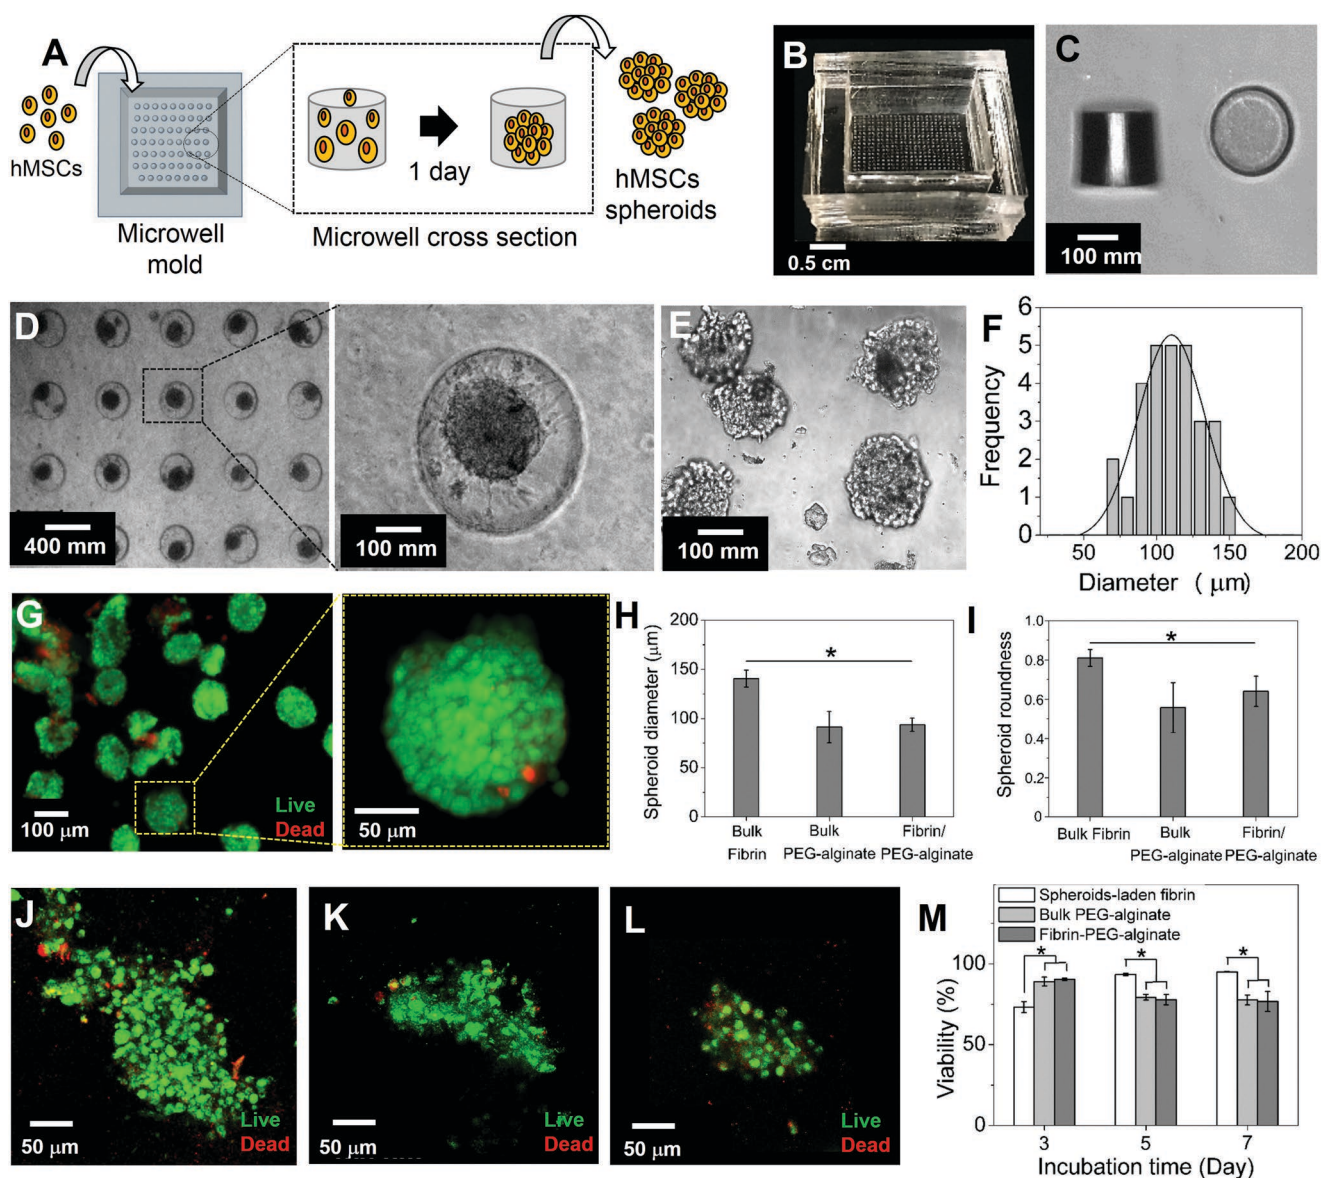 A
hMSCs
Microwell
mold
1 day
Microwell cross section
hMSCs
spheroids
B
0.5 cm
C
100 mm
D
400 mm
100 mm
E
100 mm
F
Frequency
6
5
4
3
2
1
0
50
100
150
200
Diameter ( μm)
G
100 μm
Live
Dead
50 μm
H
Spheroid diameter (μm)
200
150
100
50
0
*
Bulk
Fibrin
Bulk
PEG-alginate
Fibrin/
PEG-alginate
I
Spheroid roundness
1.0
0.8
0.6
0.4
0.2
0
*
Bulk Fibrin
Bulk
PEG-alginate
Fibrin/
PEG-alginate
J
50 μm
Live
Dead
K
50 μm
Live
Dead
L
50 μm
Live
Dead
M
Spheroids-laden fibrin
Bulk PEG-alginate
Fibrin-PEG-alginate
Viability (%)
100
50
0
*
*
*
3
5
7
Incubation time (Day)